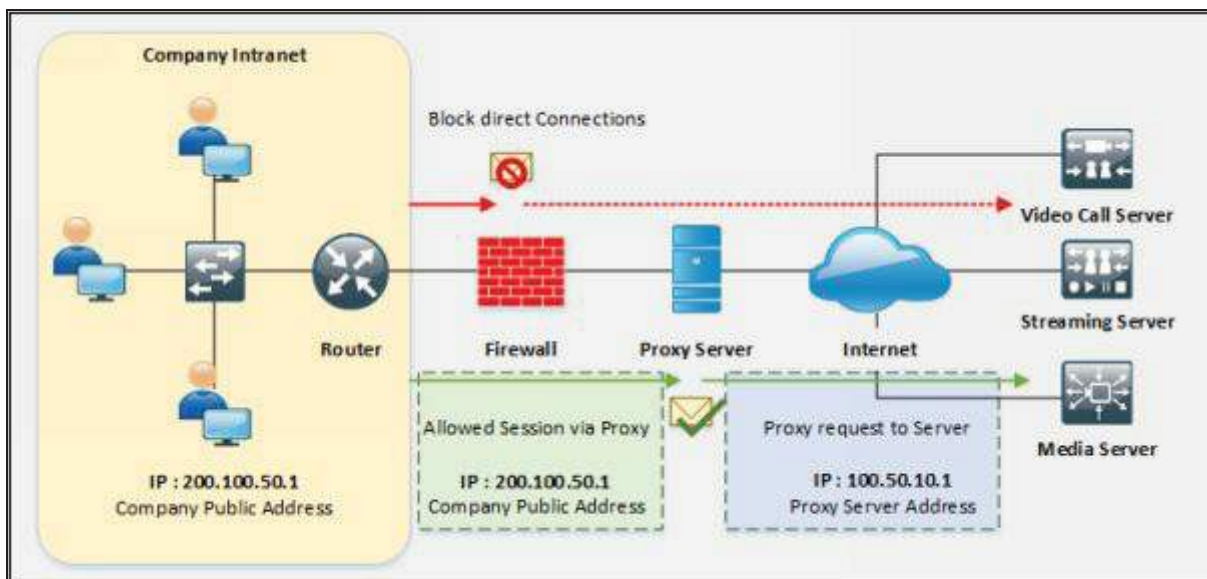 Company Intranet
Block direct Connections
Video Call Server
Streaming Server
Router
Firewall
Proxy Server
Internet
Allowed Session via Proxy
Proxy request to Server
Media Server
IP : 200.100.50.1
Company Public Address
IP : 200.100.50.1
Company Public Address
IP : 100.50.10.1
Proxy Server Address